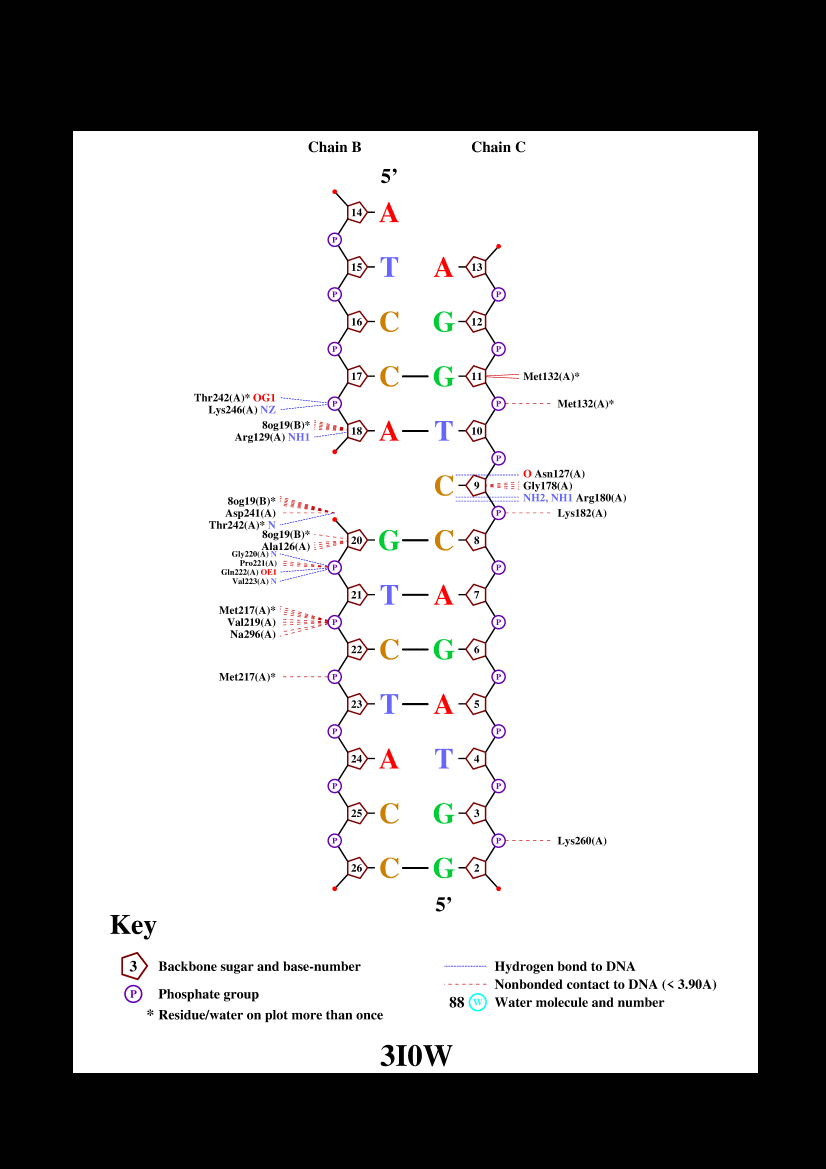 Chain B Chain C
5’
14 A
P
15 T A 13
P P
16 C G 12
P P
17 C G 11 Met132(A)*
Thr242(A)* OG1
P P Met132(A)*
Lys246(A) NZ
8og19(B)*
18 A T 10
Arg129(A) NH1
P
O Asn127(A)
C 9 Gly178(A)
NH2, NH1 Arg180(A)
8og19(B)*
Asp241(A) P Lys182(A)
Thr242(A)* N
8og19(B)*
20 G C 8
Ala126(A)
Gly220(A) N
Pro221(A)
P P
Gln222(A) OE1
Val223(A) N
21 T A 7
Met217(A)*
Val219(A) P P
Na296(A)
22 C G 6
Met217(A)* P P
23 T A 5
P P
24 A T 4
P P
25 C G 3
P P Lys260(A)
26 C G 2
5’
Key
3 Backbone sugar and base-number Hydrogen bond to DNA
Nonbonded contact to DNA (< 3.90A)
P Phosphate group
88 W Water molecule and number
* Residue/water on plot more than once
3I0W